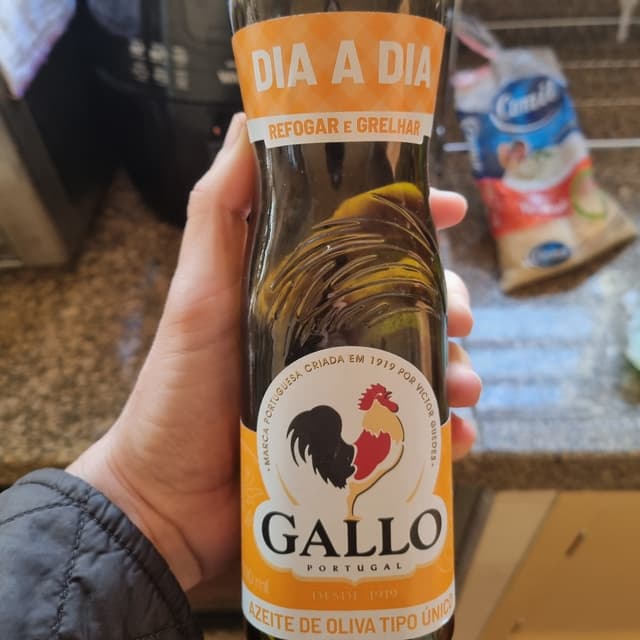 DIA A DIA
REFOGAR E GRELHAR
MARCA PORTUGUESA CRIADA EM 1919 POR VICTOR GUEDES
GALLO
PORTUGAL
DESDE 1919
ml
AZEITE DE OLIVA TIPO ÚNICO